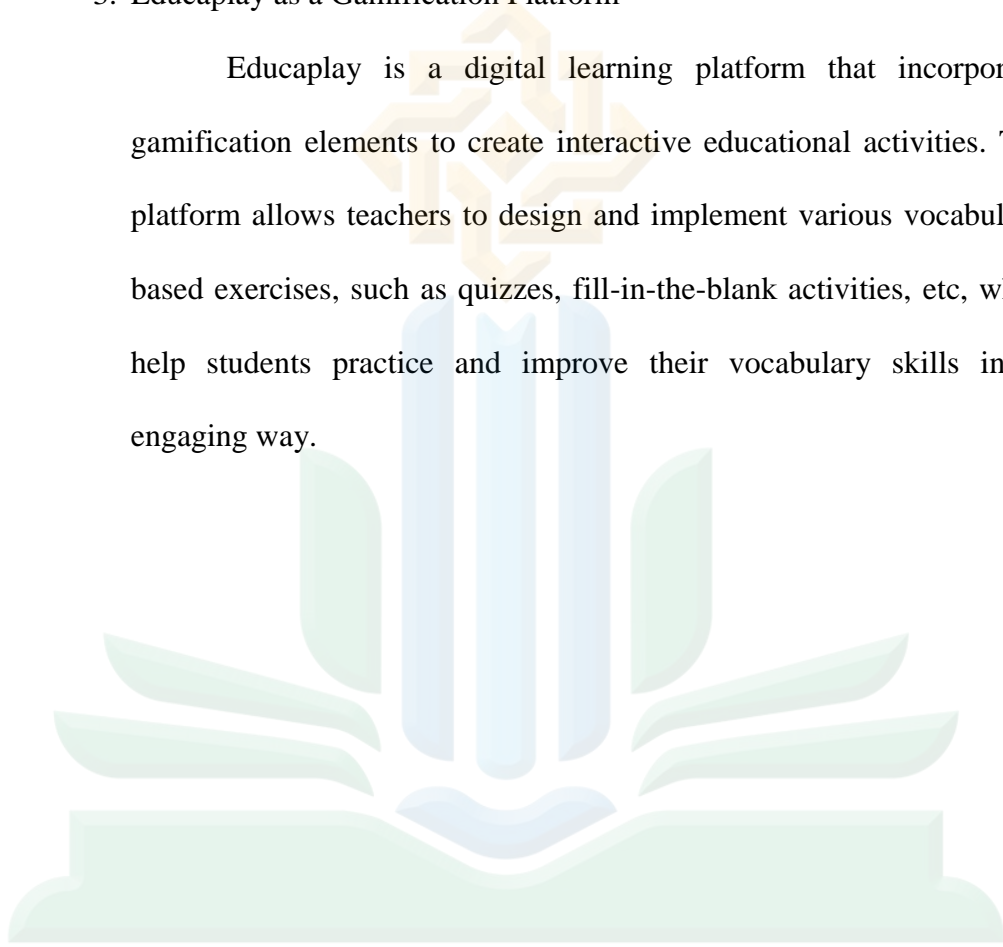 Educaplay as a Gamification Platform
Educaplay is a digital learning platform that incorpor
gamification elements to create interactive educational activities. T
platform allows teachers to design and implement various vocabul
based exercises, such as quizzes, fill-in-the-blank activities, etc, w
help students practice and improve their vocabulary skills in
engaging way.